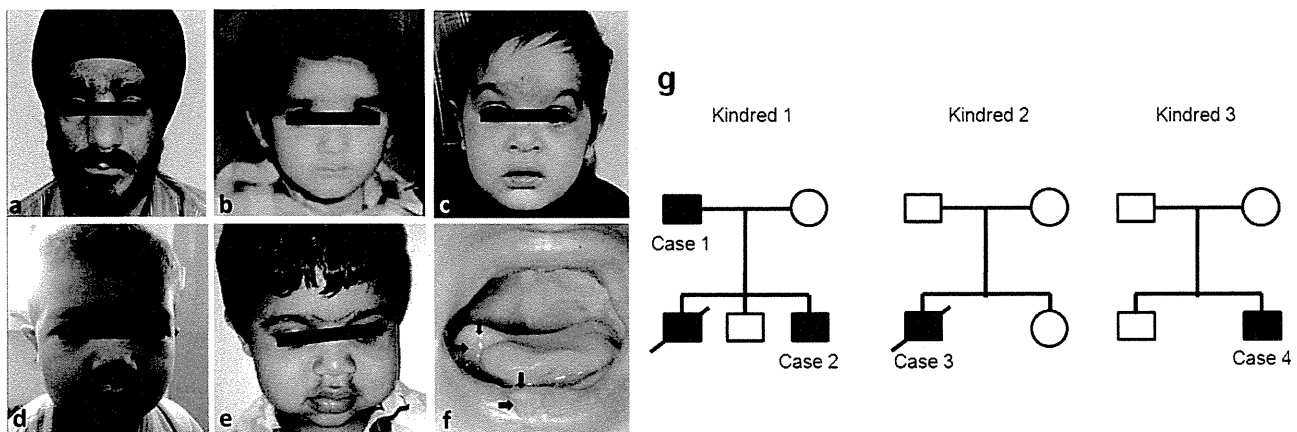 a
b
c
d
e
f
g
Kindred 1
Kindred 2
Kindred 3
Case 1
Case 2
Case 3
Case 4